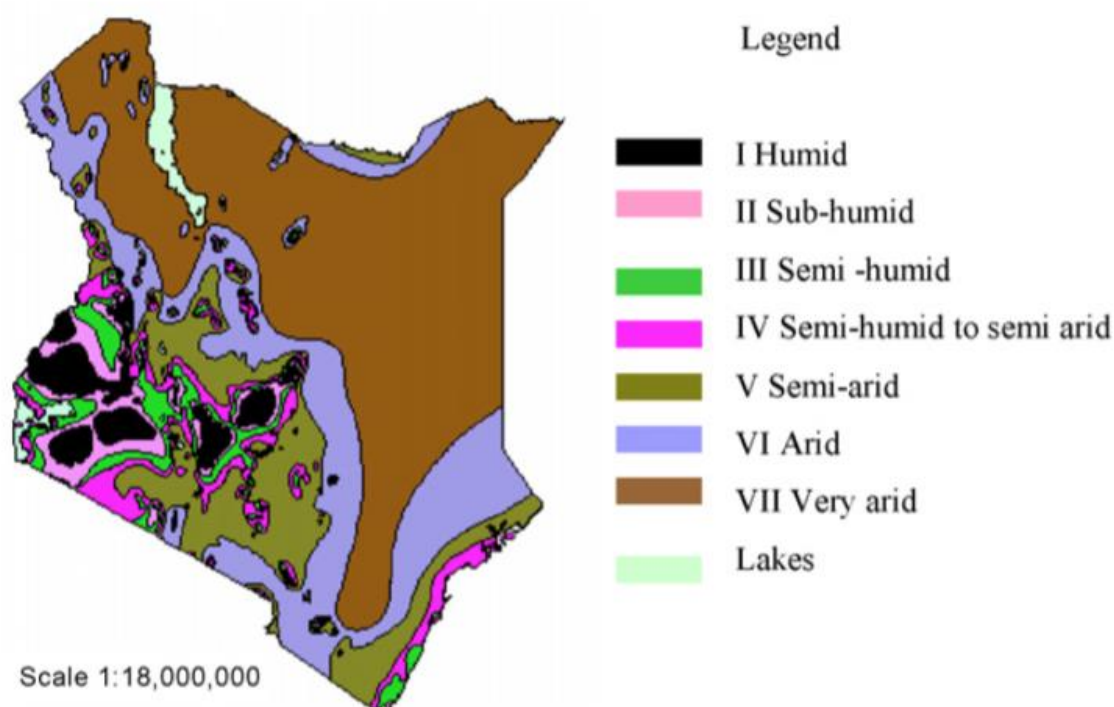 Legend
I Humid
II Sub-humid
III Semi -humid
IV Semi-humid to semi arid
V Semi-arid
VI Arid
VII Very arid
Lakes
Scale 1:18,000,000